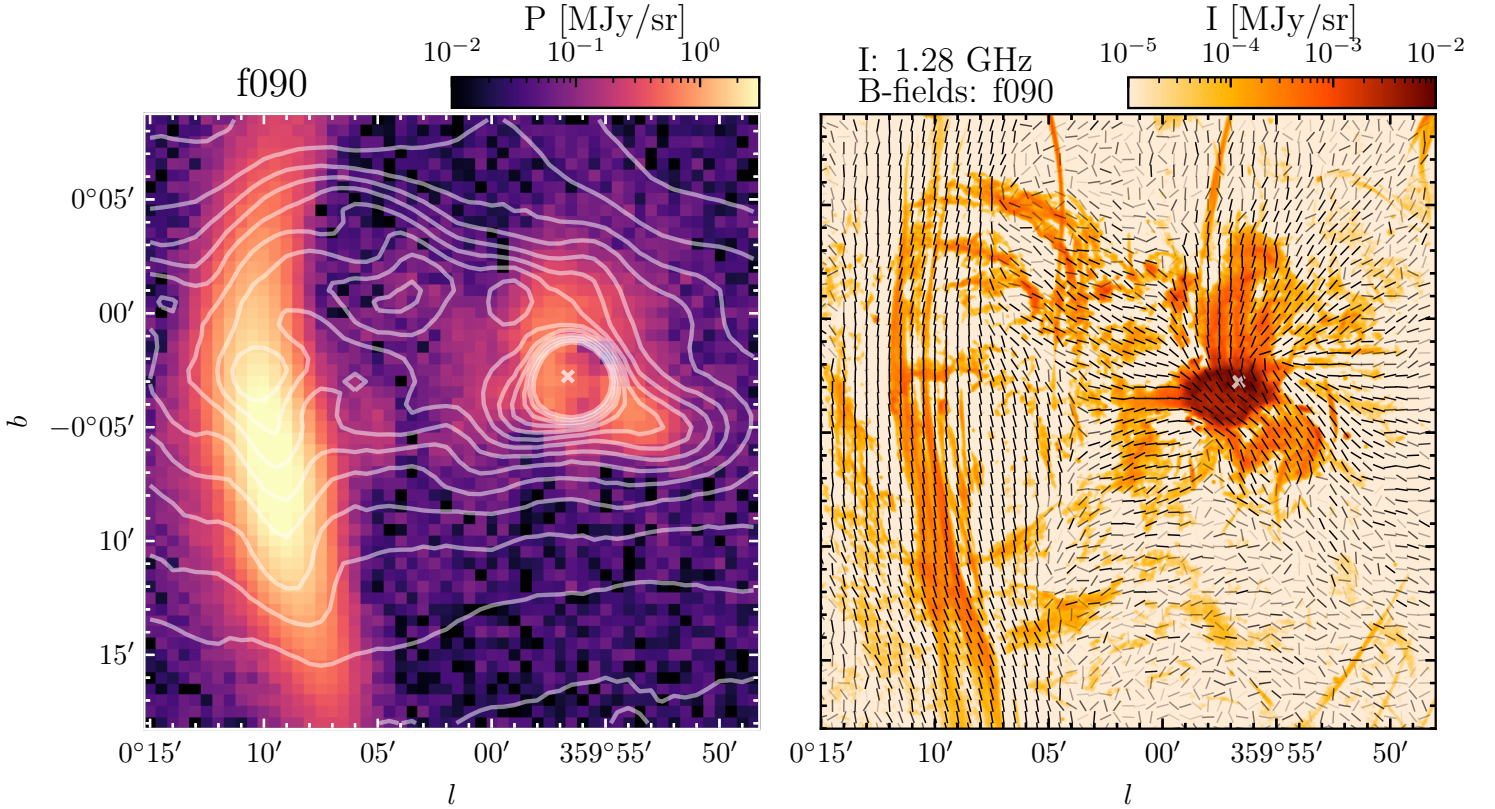 P [MJy/sr]
10⁻² 10⁻¹ 10⁰
f090
0°05′
00′
−0°05′
10′
15′
b
0°15′ 10′ 05′ 00′ 359°55′ 50′
l
I [MJy/sr]
10⁻⁵ 10⁻⁴ 10⁻³ 10⁻²
I: 1.28 GHz
B-fields: f090
0°15′ 10′ 05′ 00′ 359°55′ 50′
l